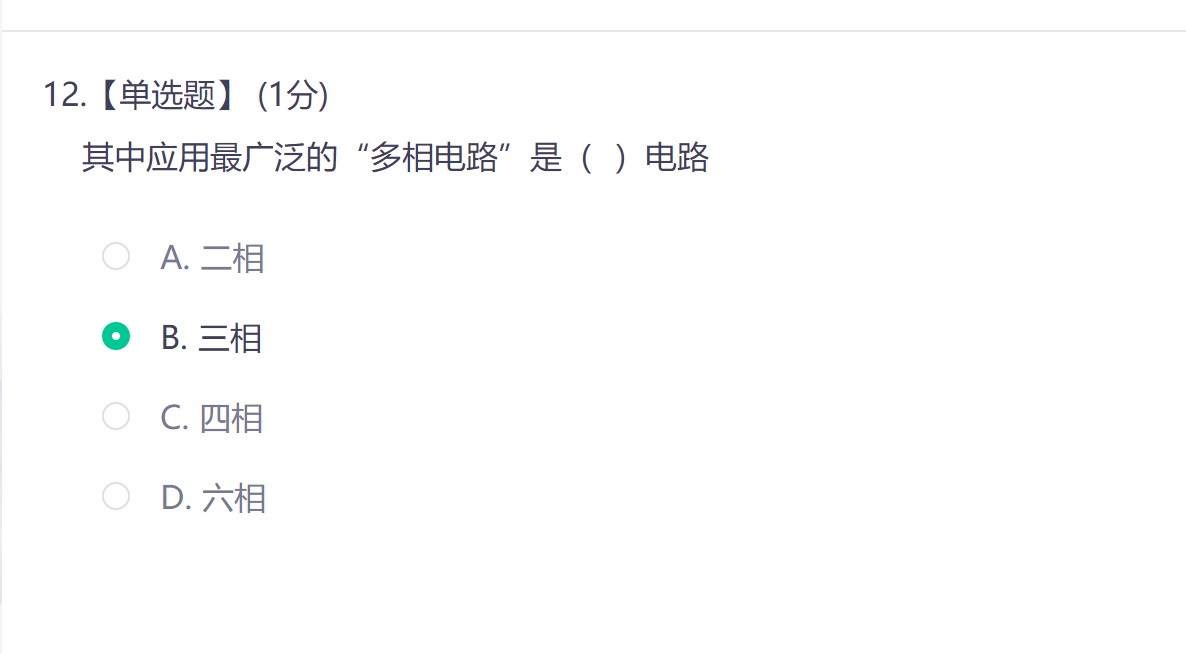 12.【单选题】 (1分)
其中应用最广泛的“多相电路”是（  ）电路
A. 二相
B. 三相
C. 四相
D. 六相